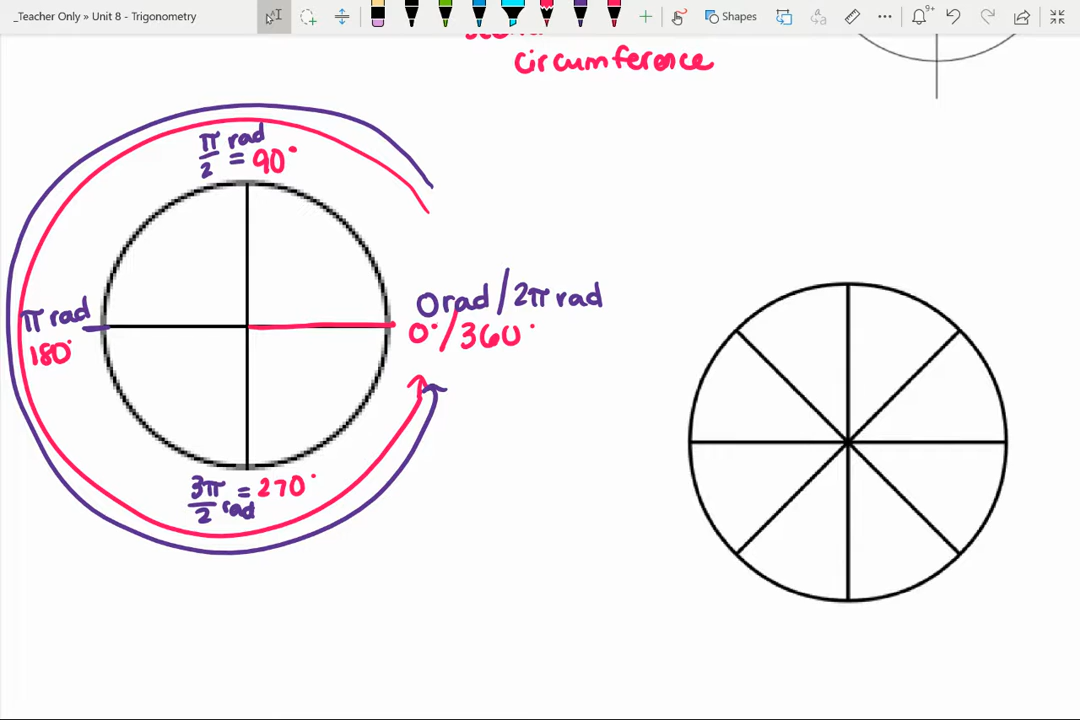 _Teacher Only » Unit 8 - Trigonometry
Shapes
9+
circumference
π/2 rad = 90°
π rad
180°
0 rad / 2π rad
0° / 360°
3π/2 rad = 270°